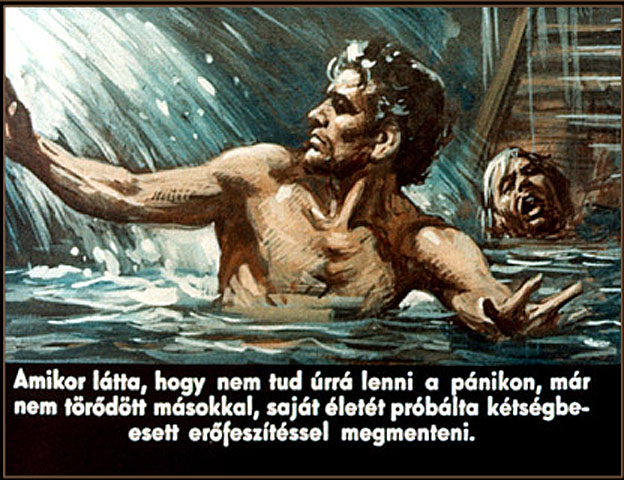 Amikor látta, hogy nem tud úrrá lenni a pánikon, már
nem törődött másokkal, saját életét próbálta kétségbe-
esett erőfeszítéssel megmenteni.